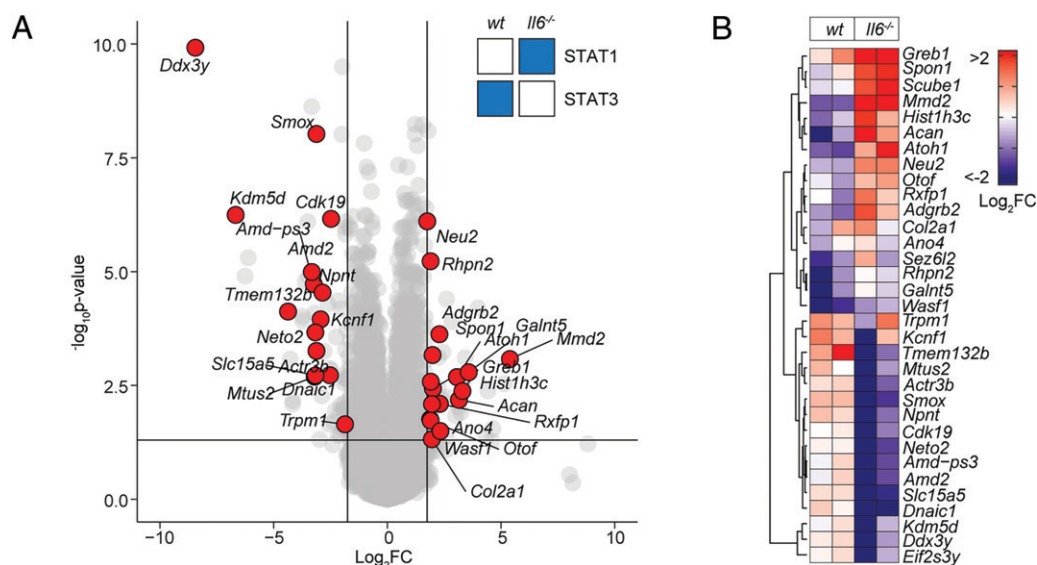 A
wt
Il6-/-
STAT1
STAT3
-log10p-value
10.0
7.5
5.0
2.5
0.0
Ddx3y
Smox
Kdm5d
Cdk19
Amd-ps3
Amd2
Npnt
Tmem132b
Kcnf1
Neto2
Slc15a5
Actr3b
Mtus2
Dnaic1
Trpm1
Neu2
Rhpn2
Adgrb2
Spon1
Galnt5
Atoh1
Mmd2
Greb1
Hist1h3c
Acan
Rxfp1
Ano4
Wasf1
Otof
Col2a1
−10
−5
0
5
10
Log2FC
B
wt
Il6-/-
Greb1
Spon1
Scube1
Mmd2
Hist1h3c
Acan
Atoh1
Neu2
Otof
Rxfp1
Adgrb2
Col2a1
Ano4
Sez6l2
Rhpn2
Galnt5
Wasf1
Trpm1
Kcnf1
Tmem132b
Mtus2
Actr3b
Smox
Npnt
Cdk19
Neto2
Amd−ps3
Amd2
Slc15a5
Dnaic1
Kdm5d
Ddx3y
Eif2s3y
>2
<-2
Log2FC